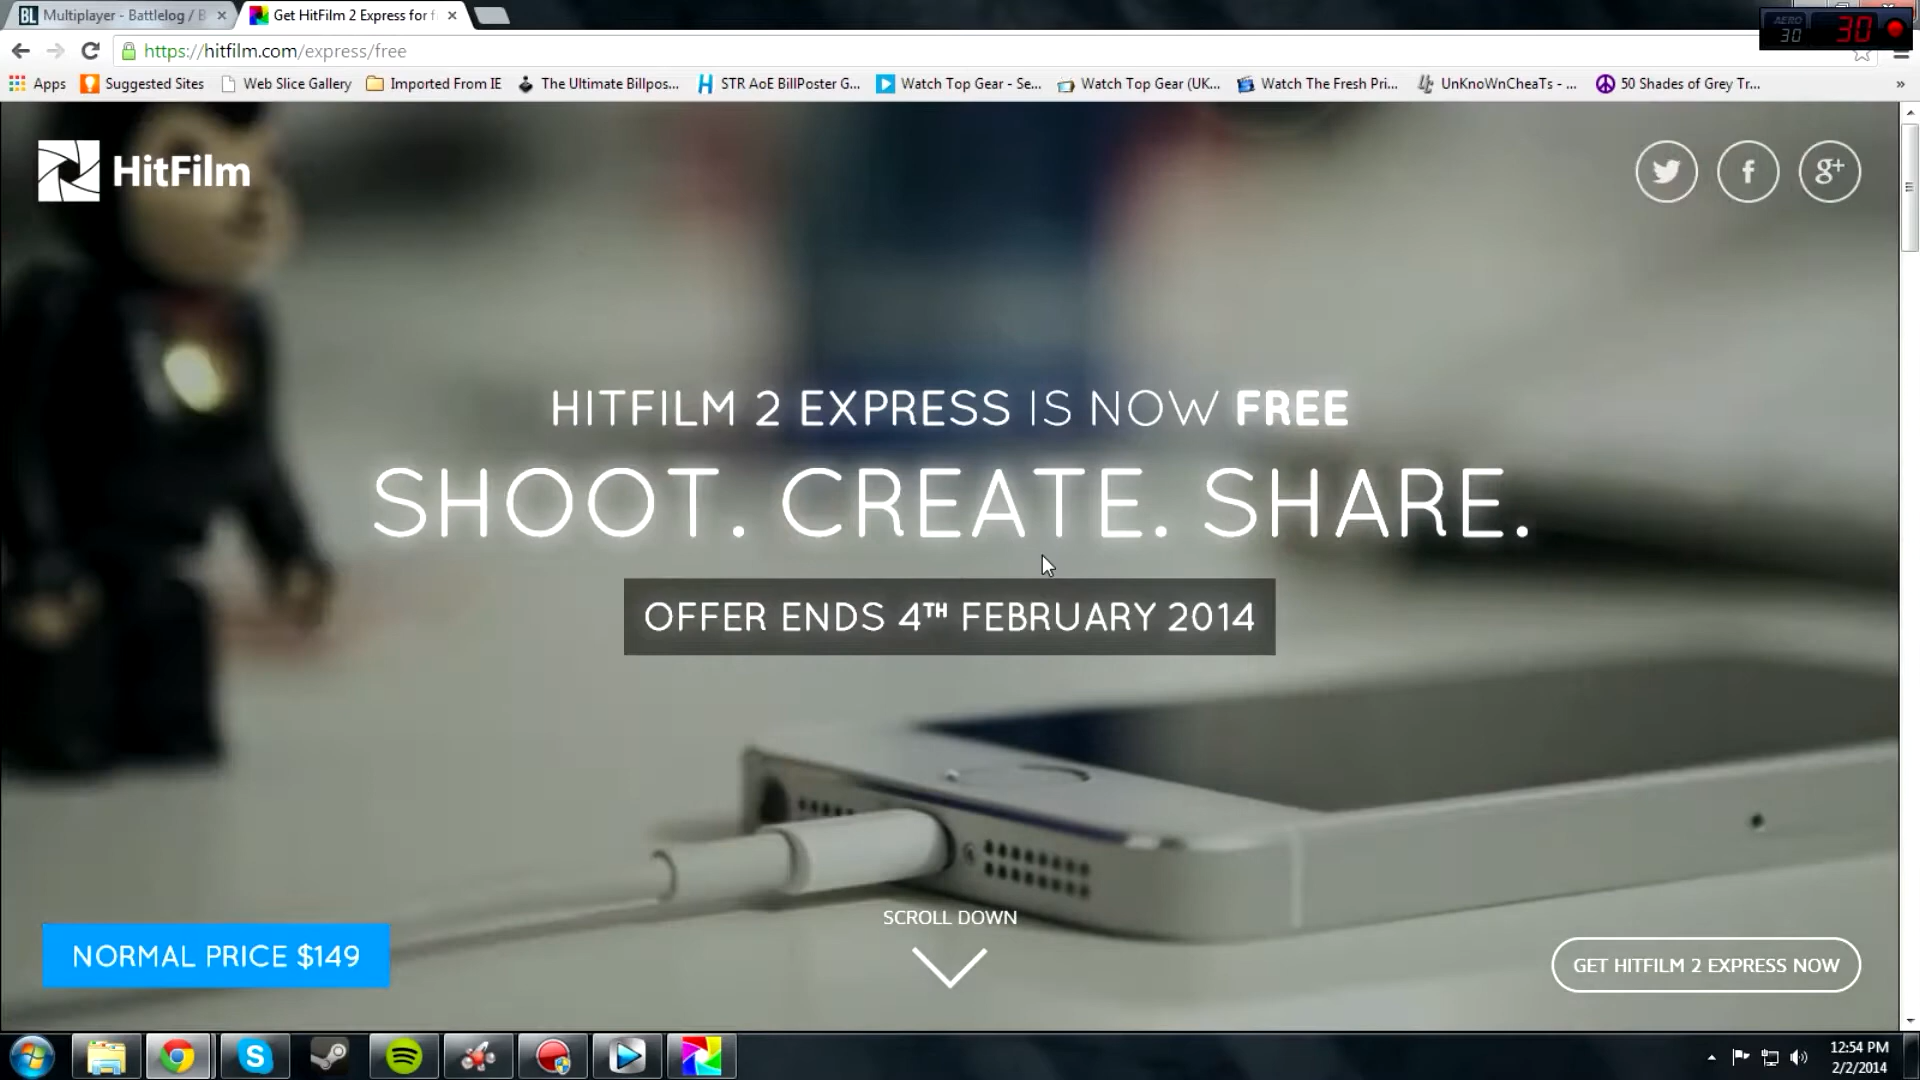 Multiplayer - Battlelog / B
Get HitFilm 2 Express for f
AERO
30
30
https://hitfilm.com/express/free
Apps
Suggested Sites
Web Slice Gallery
Imported From IE
The Ultimate Billpos...
STR AoE BillPoster G...
Watch Top Gear - Se...
Watch Top Gear (UK...
Watch The Fresh Pri...
UnKnoWnCheaTs - ...
50 Shades of Grey Tr...
HitFilm
HITFILM 2 EXPRESS IS NOW FREE
SHOOT. CREATE. SHARE.
OFFER ENDS 4TH FEBRUARY 2014
SCROLL DOWN
NORMAL PRICE $149
GET HITFILM 2 EXPRESS NOW
12:54 PM
2/2/2014